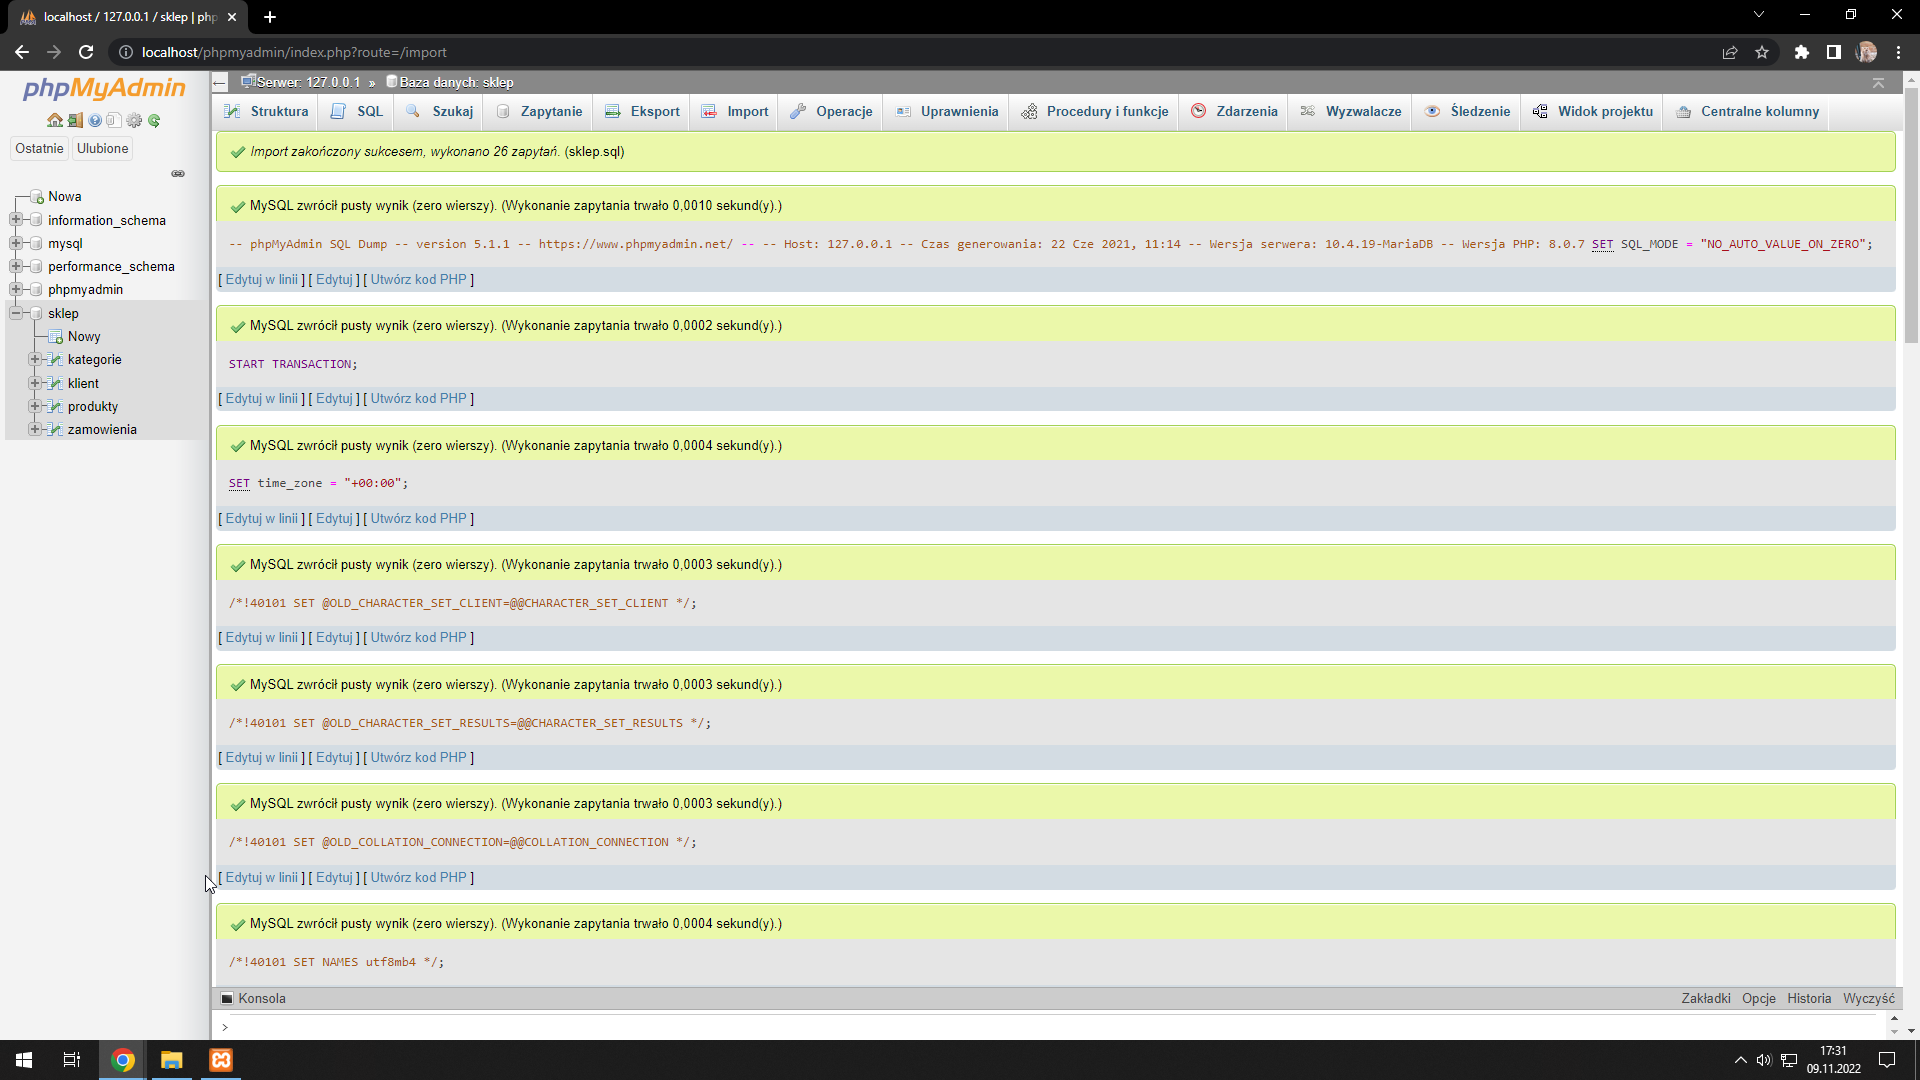 localhost / 127.0.0.1 / sklep | php
localhost/phpmyadmin/index.php?route=/import
phpMyAdmin
Ostatnie Ulubione
Nowa
information_schema
mysql
performance_schema
phpmyadmin
sklep
Nowy
kategorie
klient
produkty
zamowienia
Serwer: 127.0.0.1 » Baza danych: sklep
Struktura SQL Szukaj Zapytanie Eksport Import Operacje Uprawnienia Procedury i funkcje Zdarzenia Wyzwalacze Śledzenie Widok projektu Centralne kolumny
Import zakończony sukcesem, wykonano 26 zapytań. (sklep.sql)
MySQL zwrócił pusty wynik (zero wierszy). (Wykonanie zapytania trwało 0,0010 sekund(y).)
-- phpMyAdmin SQL Dump -- version 5.1.1 -- https://www.phpmyadmin.net/ -- -- Host: 127.0.0.1 -- Czas generowania: 22 Cze 2021, 11:14 -- Wersja serwera: 10.4.19-MariaDB -- Wersja PHP: 8.0.7 SET SQL_MODE = "NO_AUTO_VALUE_ON_ZERO";
[ Edytuj w linii ] [ Edytuj ] [ Utwórz kod PHP ]
MySQL zwrócił pusty wynik (zero wierszy). (Wykonanie zapytania trwało 0,0002 sekund(y).)
START TRANSACTION;
[ Edytuj w linii ] [ Edytuj ] [ Utwórz kod PHP ]
MySQL zwrócił pusty wynik (zero wierszy). (Wykonanie zapytania trwało 0,0004 sekund(y).)
SET time_zone = "+00:00";
[ Edytuj w linii ] [ Edytuj ] [ Utwórz kod PHP ]
MySQL zwrócił pusty wynik (zero wierszy). (Wykonanie zapytania trwało 0,0003 sekund(y).)
/*!40101 SET @OLD_CHARACTER_SET_CLIENT=@@CHARACTER_SET_CLIENT */;
[ Edytuj w linii ] [ Edytuj ] [ Utwórz kod PHP ]
MySQL zwrócił pusty wynik (zero wierszy). (Wykonanie zapytania trwało 0,0003 sekund(y).)
/*!40101 SET @OLD_CHARACTER_SET_RESULTS=@@CHARACTER_SET_RESULTS */;
[ Edytuj w linii ] [ Edytuj ] [ Utwórz kod PHP ]
MySQL zwrócił pusty wynik (zero wierszy). (Wykonanie zapytania trwało 0,0003 sekund(y).)
/*!40101 SET @OLD_COLLATION_CONNECTION=@@COLLATION_CONNECTION */;
[ Edytuj w linii ] [ Edytuj ] [ Utwórz kod PHP ]
MySQL zwrócił pusty wynik (zero wierszy). (Wykonanie zapytania trwało 0,0004 sekund(y).)
/*!40101 SET NAMES utf8mb4 */;
Konsola Zakładki Opcje Historia Wyczyść
>
17:31
09.11.2022